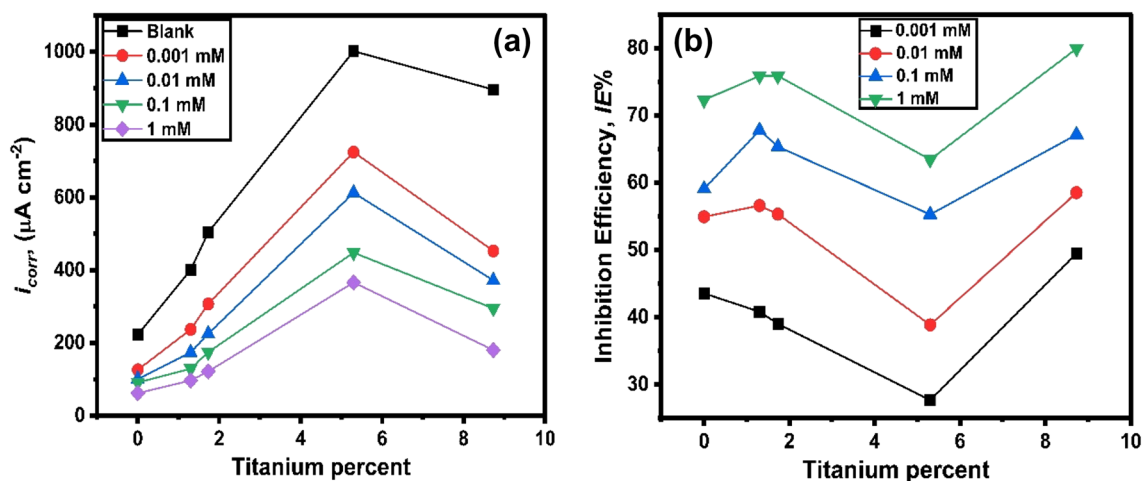 (a)
Blank
0.001 mM
0.01 mM
0.1 mM
1 mM
i_corr, (μA cm⁻²)
1000
800
600
400
200
0
0 2 4 6 8 10
Titanium percent
(b)
0.001 mM
0.01 mM
0.1 mM
1 mM
Inhibition Efficiency, IE%
80
70
60
50
40
30
0 2 4 6 8 10
Titanium percent